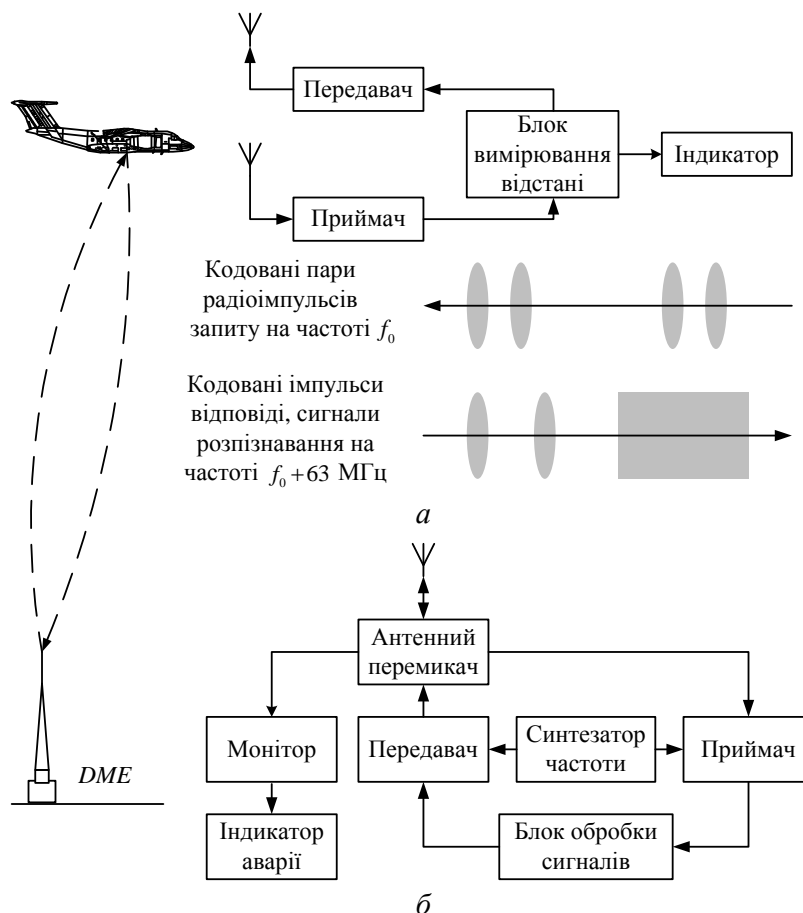 Передавач
Блок
вимірювання
відстані
Індикатор
Приймач
Кодовані пари
радіоімпульсів
запиту на частоті f₀
Кодовані імпульси
відповіді, сигнали
розпізнавання на
частоті f₀+63 МГц
а
Антенний
перемикач
Монітор
Передавач
Синтезатор
частоти
Приймач
DME
Індикатор
аварії
Блок обробки
сигналів
б